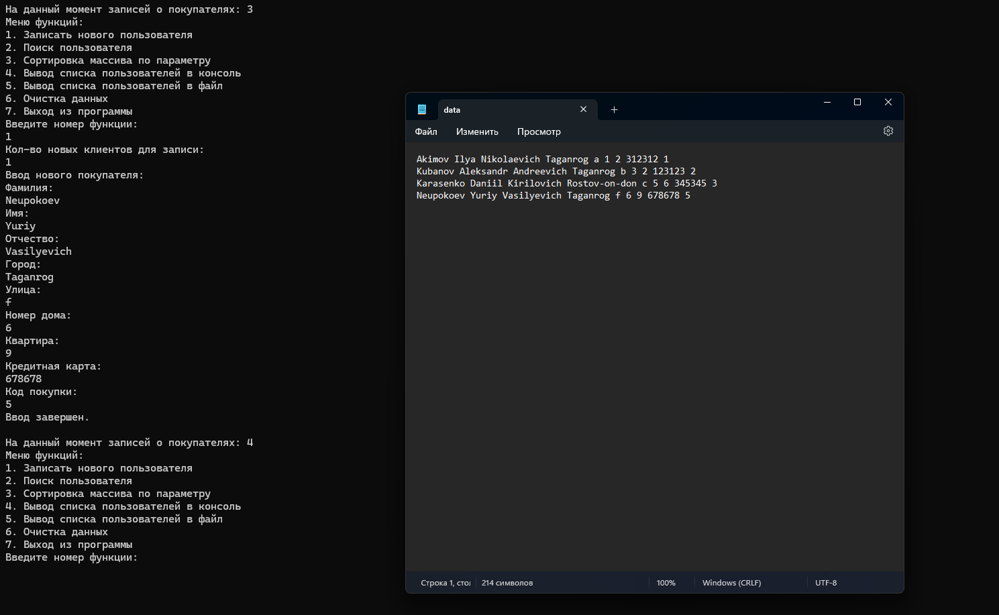 На данный момент записей о покупателях: 3
Меню функций:
1. Записать нового пользователя
2. Поиск пользователя
3. Сортировка массива по параметру
4. Вывод списка пользователей в консоль
5. Вывод списка пользователей в файл
6. Очистка данных
7. Выход из программы
Введите номер функции:
1
Кол-во новых клиентов для записи:
1
Ввод нового покупателя:
Фамилия:
Neupokoev
Имя:
Yuriy
Отчество:
Vasilyevich
Город:
Taganrog
Улица:
f
Номер дома:
6
Квартира:
9
Кредитная карта:
678678
Код покупки:
5
Ввод завершен.
На данный момент записей о покупателях: 4
Меню функций:
1. Записать нового пользователя
2. Поиск пользователя
3. Сортировка массива по параметру
4. Вывод списка пользователей в консоль
5. Вывод списка пользователей в файл
6. Очистка данных
7. Выход из программы
Введите номер функции:
data
Файл Изменить Просмотр
Akimov Ilya Nikolaevich Taganrog a 1 2 312312 1
Kubanov Aleksandr Andreevich Taganrog b 3 2 123123 2
Karasenko Daniil Kirilovich Rostov-on-don c 5 6 345345 3
Neupokoev Yuriy Vasilyevich Taganrog f 6 9 678678 5
Строка 1, сто 214 символов 100% Windows (CRLF) UTF-8